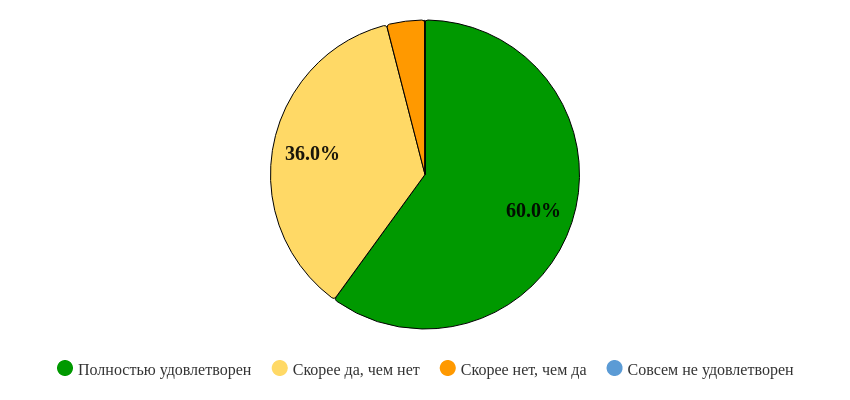 36.0%
60.0%
Полностью удовлетворен Скорее да, чем нет Скорее нет, чем да Совсем не удовлетворен